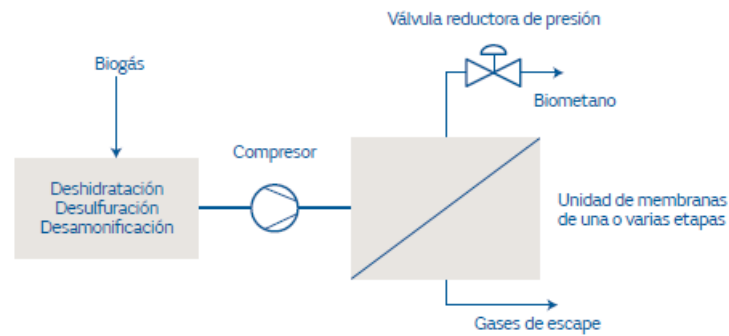 Válvula reductora de presión
Biogás
Biometano
Compresor
Deshidratación
Desulfuración
Desamonificación
Unidad de membranas
de una o varias etapas
Gases de escape